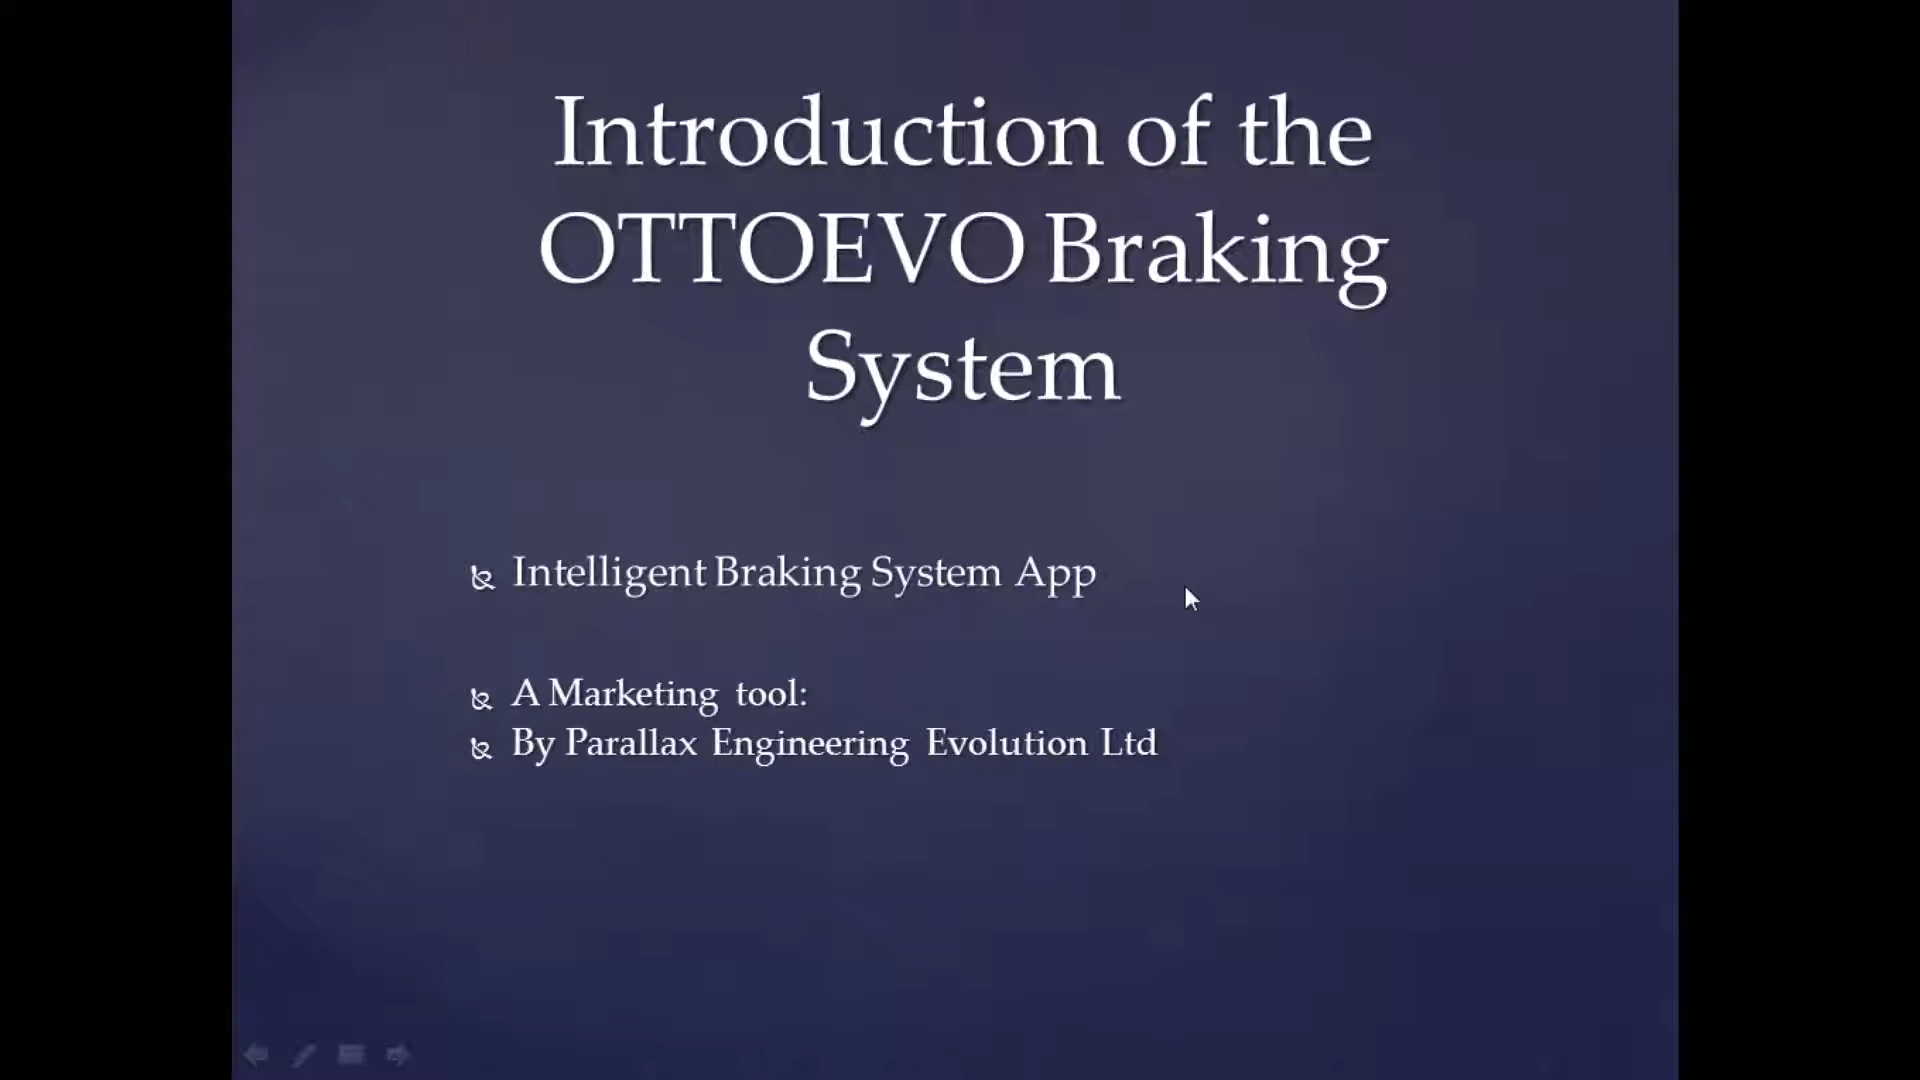 Introduction of the
OTTOEVO Braking
System
Intelligent Braking System App
A Marketing tool:
By Parallax Engineering Evolution Ltd